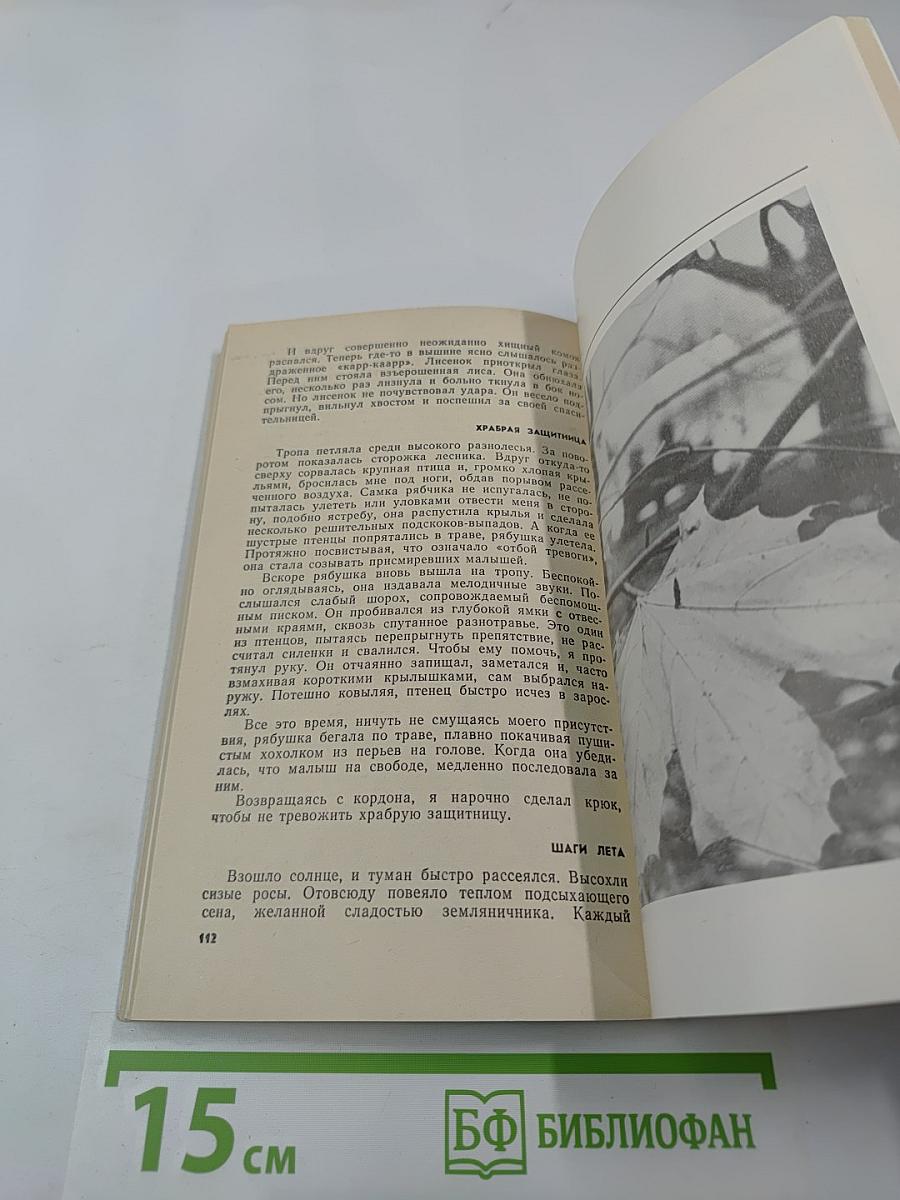 И вдруг совершенно неожиданно хищный комок
распался. Теперь где-то в вышине ясно слышалось раз-
драженное «карр-каарр». Лисенок приоткрыл глаза.
Перед ним стояла взъерошенная лиса. Она обнюхала
его, несколько раз лизнула и больно ткнула в бок но-
сом. Но лисенок не почувствовал удара. Он весело под-
прыгнул, вильнул хвостом и поспешил за своей спаси-
тельницей.
ХРАБРАЯ ЗАЩИТНИЦА
Тропа петляла среди высокого разнолесья. За пово-
ротом показалась сторожка лесника. Вдруг откуда-то
сверху сорвалась крупная птица и, громко хлопая кры-
льями, бросилась мне под ноги, обдав порывом рассе-
ченного воздуха. Самка рябчика не испугалась, не по-
пыталась улететь или уловками отвести меня в сторо-
ну, подобно ястребу, она распустила крылья и сделала
несколько решительных подскоков-выпадов. А когда ее
шустрые птенцы попрятались в траве, рябушка улетела.
Протяжно посвистывая, что означало «отбой тревоги»,
она стала созывать присмиревших малышей.
Вскоре рябушка вновь вышла на тропу. Беспокой-
но оглядываясь, она издавала мелодичные звуки. По-
слышался слабый шорох, сопровождаемый беспомощ-
ным писком. Он пробивался из глубокой ямки с отвес-
ными краями, сквозь спутанное разнотравье. Это один
из птенцов, пытаясь перепрыгнуть препятствие, не рас-
считал силенки и свалился. Чтобы ему помочь, я про-
тянул руку. Он отчаянно запищал, заметался и, часто
взмахивая короткими крылышками, сам выбрался на-
ружу. Потешно ковыляя, птенец быстро исчез в зарос-
лях.
Все это время, ничуть не смущаясь моего присутст-
вия, рябушка бегала по траве, плавно покачивая пуши-
стым хохолком из перьев на голове. Когда она убеди-
лась, что малыш на свободе, медленно последовала за
ним.
Возвращаясь с кордона, я нарочно сделал крюк,
чтобы не тревожить храбрую защитницу.
ШАГИ ЛЕТА
Взошло солнце, и туман быстро рассеялся. Высохли
сизые росы. Отовсюду повеяло теплом подсыхающего
сена, желанной сладостью земляничника. Каждый
112
15 см
БФ БИБЛИОФАН